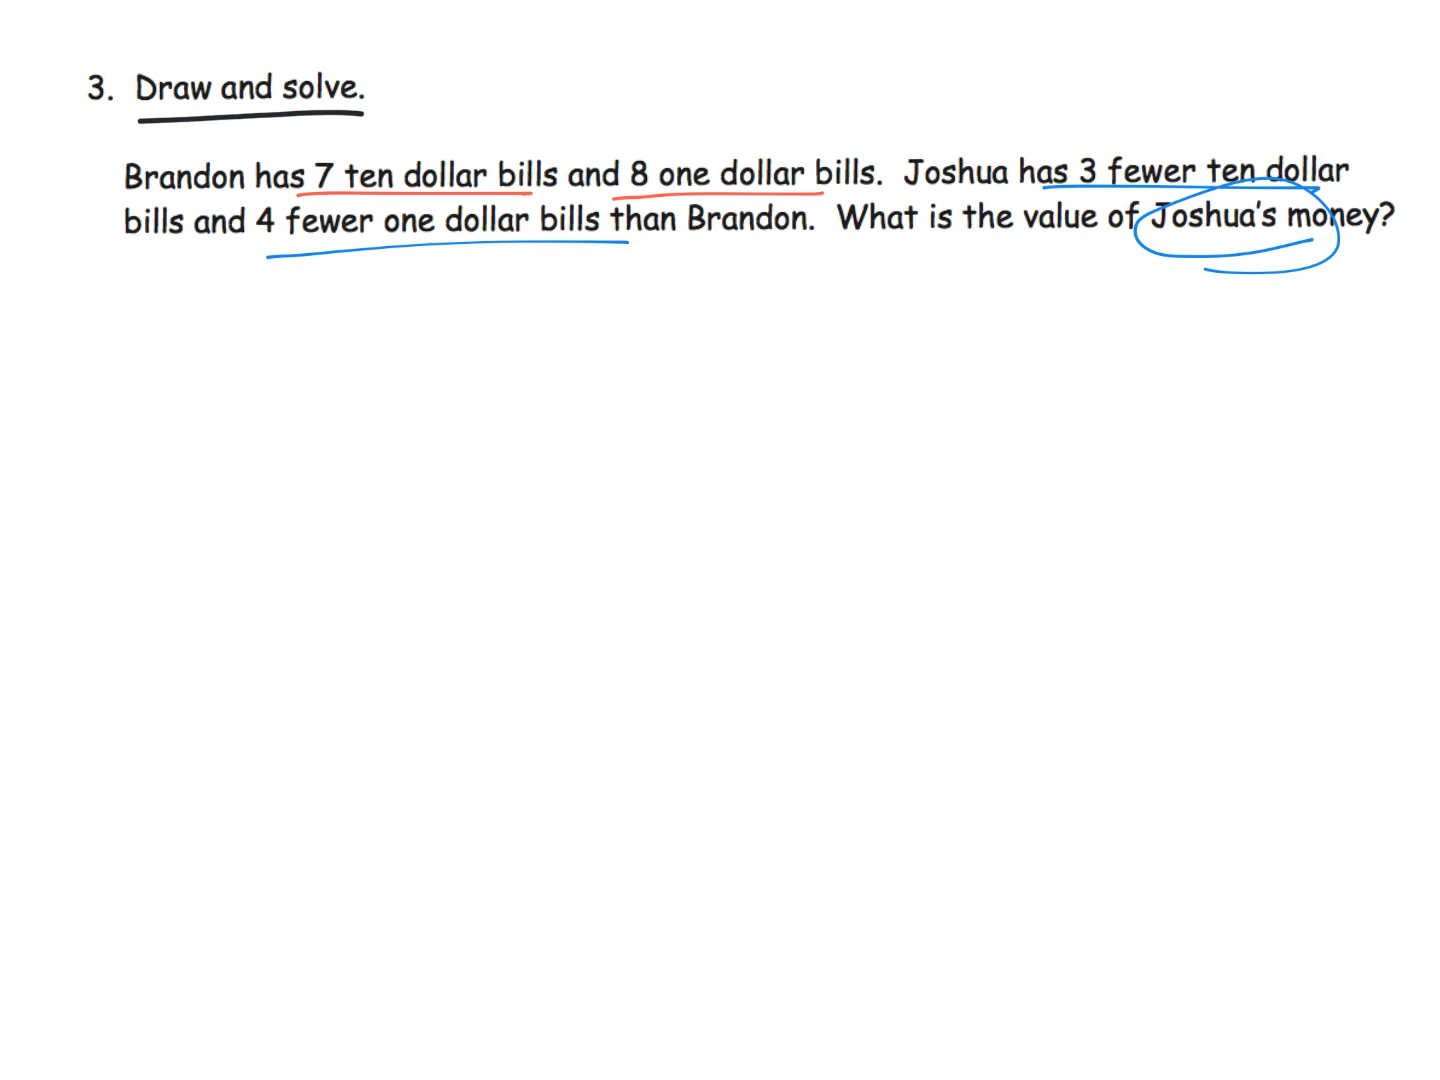 3. Draw and solve.
Brandon has 7 ten dollar bills and 8 one dollar bills. Joshua has 3 fewer ten dollar
bills and 4 fewer one dollar bills than Brandon. What is the value of Joshua's money?